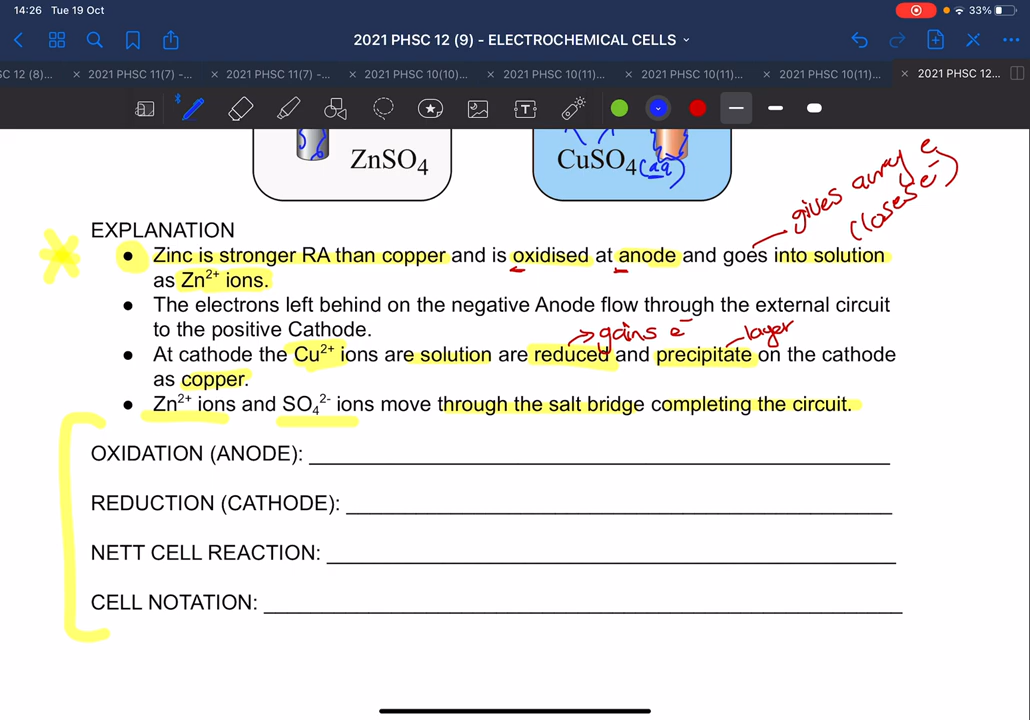 14:26 Tue 19 Oct
33%
2021 PHSC 12 (9) - ELECTROCHEMICAL CELLS
SC 12 (8)...
2021 PHSC 11(7) -...
2021 PHSC 11(7) -...
2021 PHSC 10(10)...
2021 PHSC 10(11)...
2021 PHSC 10(11)...
2021 PHSC 10(11)...
2021 PHSC 12...
ZnSO₄
CuSO₄(aq)
gives away e
(loses e⁻)
EXPLANATION
● Zinc is stronger RA than copper and is oxidised at anode and goes into solution
as Zn²⁺ ions.
● The electrons left behind on the negative Anode flow through the external circuit
to the positive Cathode.
→ gains e⁻
layer
● At cathode the Cu²⁺ ions are solution are reduced and precipitate on the cathode
as copper.
● Zn²⁺ ions and SO₄²⁻ ions move through the salt bridge completing the circuit.
OXIDATION (ANODE):
REDUCTION (CATHODE):
NETT CELL REACTION:
CELL NOTATION: